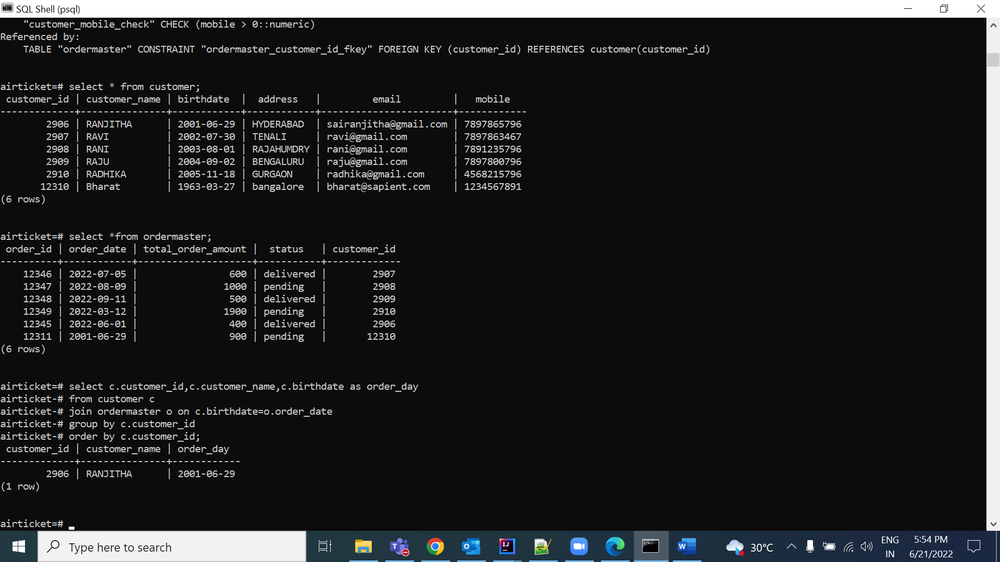 SQL Shell (psql)
    "customer_mobile_check" CHECK (mobile > 0::numeric)
Referenced by:
    TABLE "ordermaster" CONSTRAINT "ordermaster_customer_id_fkey" FOREIGN KEY (customer_id) REFERENCES customer(customer_id)
airticket=# select * from customer;
 customer_id | customer_name | birthdate  |  address   |         email         |   mobile
-------------+---------------+------------+------------+-----------------------+------------
        2906 | RANJITHA      | 2001-06-29 | HYDERABAD  | sairanjitha@gmail.com | 7897865796
        2907 | RAVI          | 2002-07-30 | TENALI     | ravi@gmail.com        | 7897863467
        2908 | RANI          | 2003-08-01 | RAJAHUMDRY | rani@gmail.com        | 7891235796
        2909 | RAJU          | 2004-09-02 | BENGALURU  | raju@gmail.com        | 7897800796
        2910 | RADHIKA       | 2005-11-18 | GURGAON    | radhika@gmail.com     | 4568215796
       12310 | Bharat        | 1963-03-27 | bangalore  | bharat@sapient.com    | 1234567891
(6 rows)
airticket=# select *from ordermaster;
 order_id | order_date | total_order_amount |  status   | customer_id
----------+------------+--------------------+-----------+-------------
    12346 | 2022-07-05 |                600 | delivered |        2907
    12347 | 2022-08-09 |               1000 | pending   |        2908
    12348 | 2022-09-11 |                500 | delivered |        2909
    12349 | 2022-03-12 |               1900 | pending   |        2910
    12345 | 2022-06-01 |                400 | delivered |        2906
    12311 | 2001-06-29 |                900 | pending   |       12310
(6 rows)
airticket=# select c.customer_id,c.customer_name,c.birthdate as order_day
airticket-# from customer c
airticket-# join ordermaster o on c.birthdate=o.order_date
airticket-# group by c.customer_id
airticket-# order by c.customer_id;
 customer_id | customer_name | order_day
-------------+---------------+------------
        2906 | RANJITHA      | 2001-06-29
(1 row)
airticket=#
Type here to search
30°C
ENG
IN
5:54 PM
6/21/2022